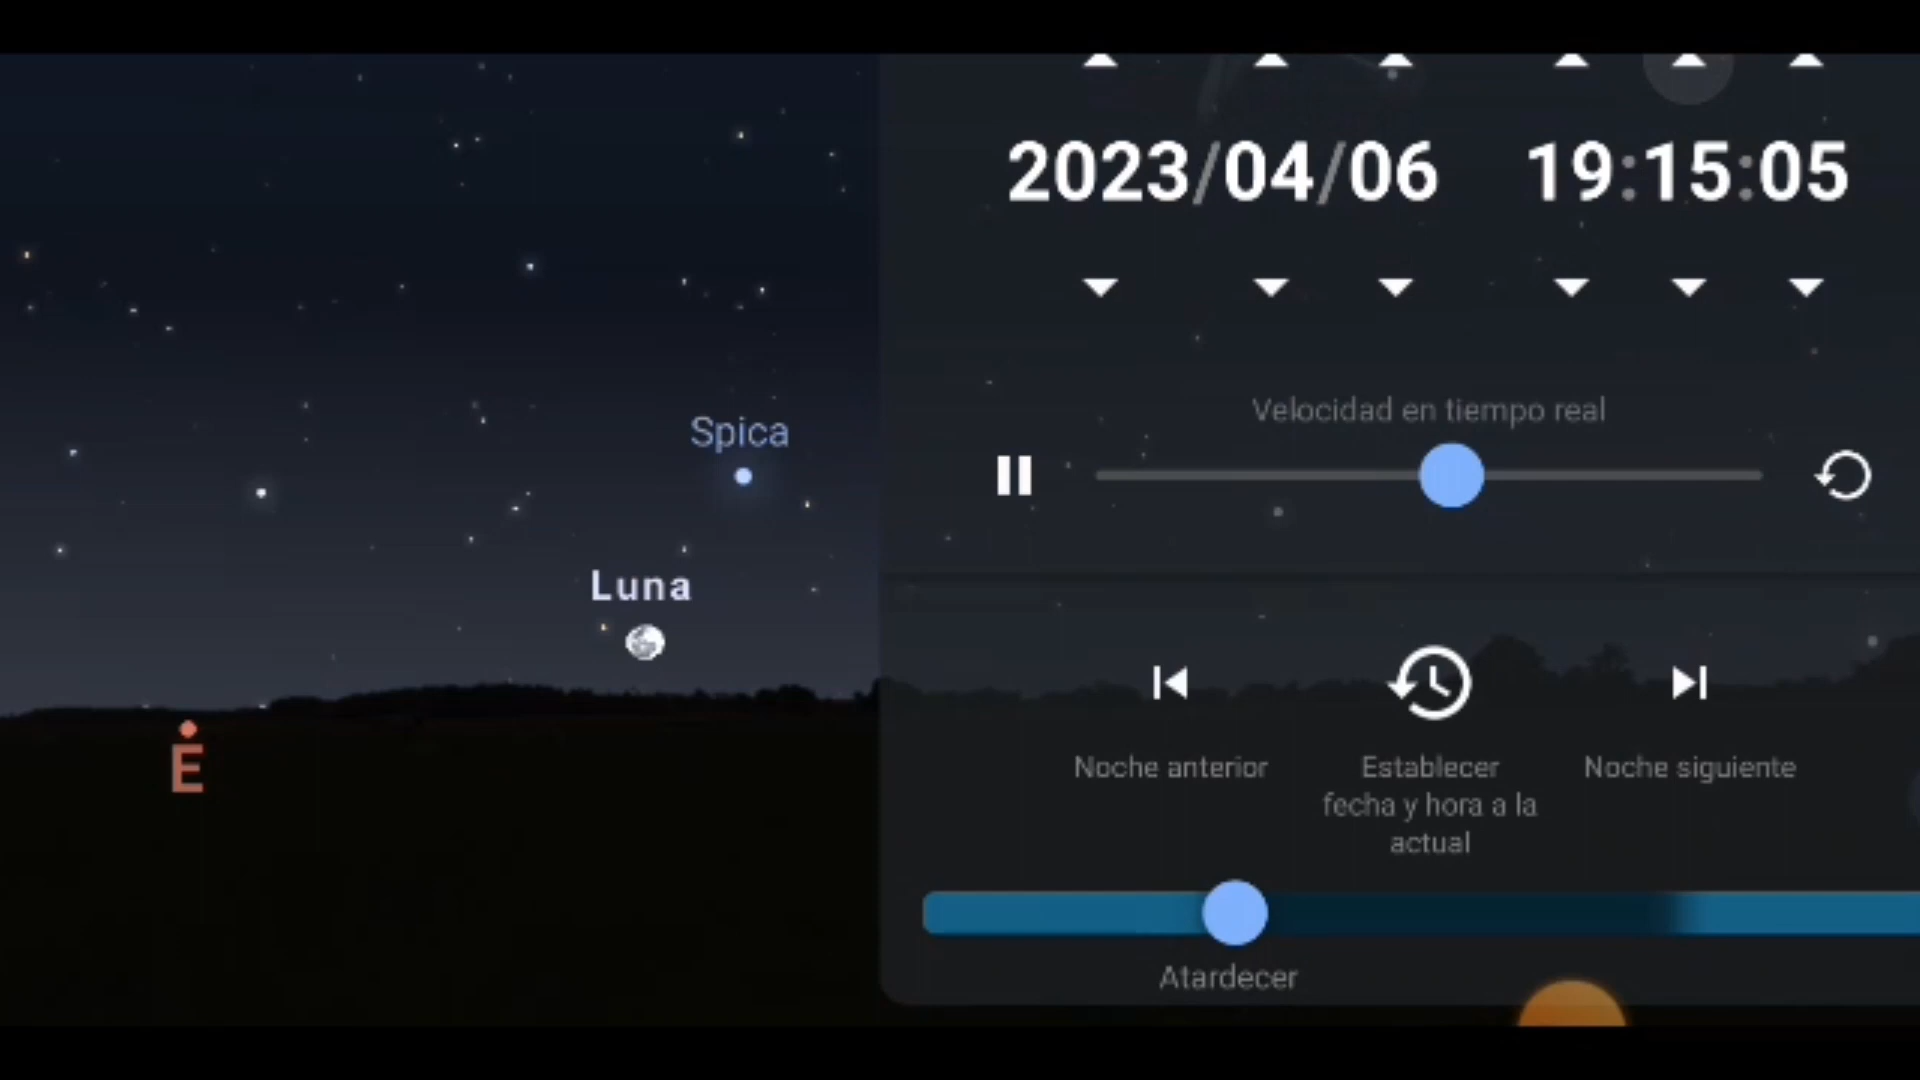 2023/04/06 19:15:05
Velocidad en tiempo real
Spica
Luna
E
Noche anterior
Establecer
fecha y hora a la
actual
Noche siguiente
Atardecer